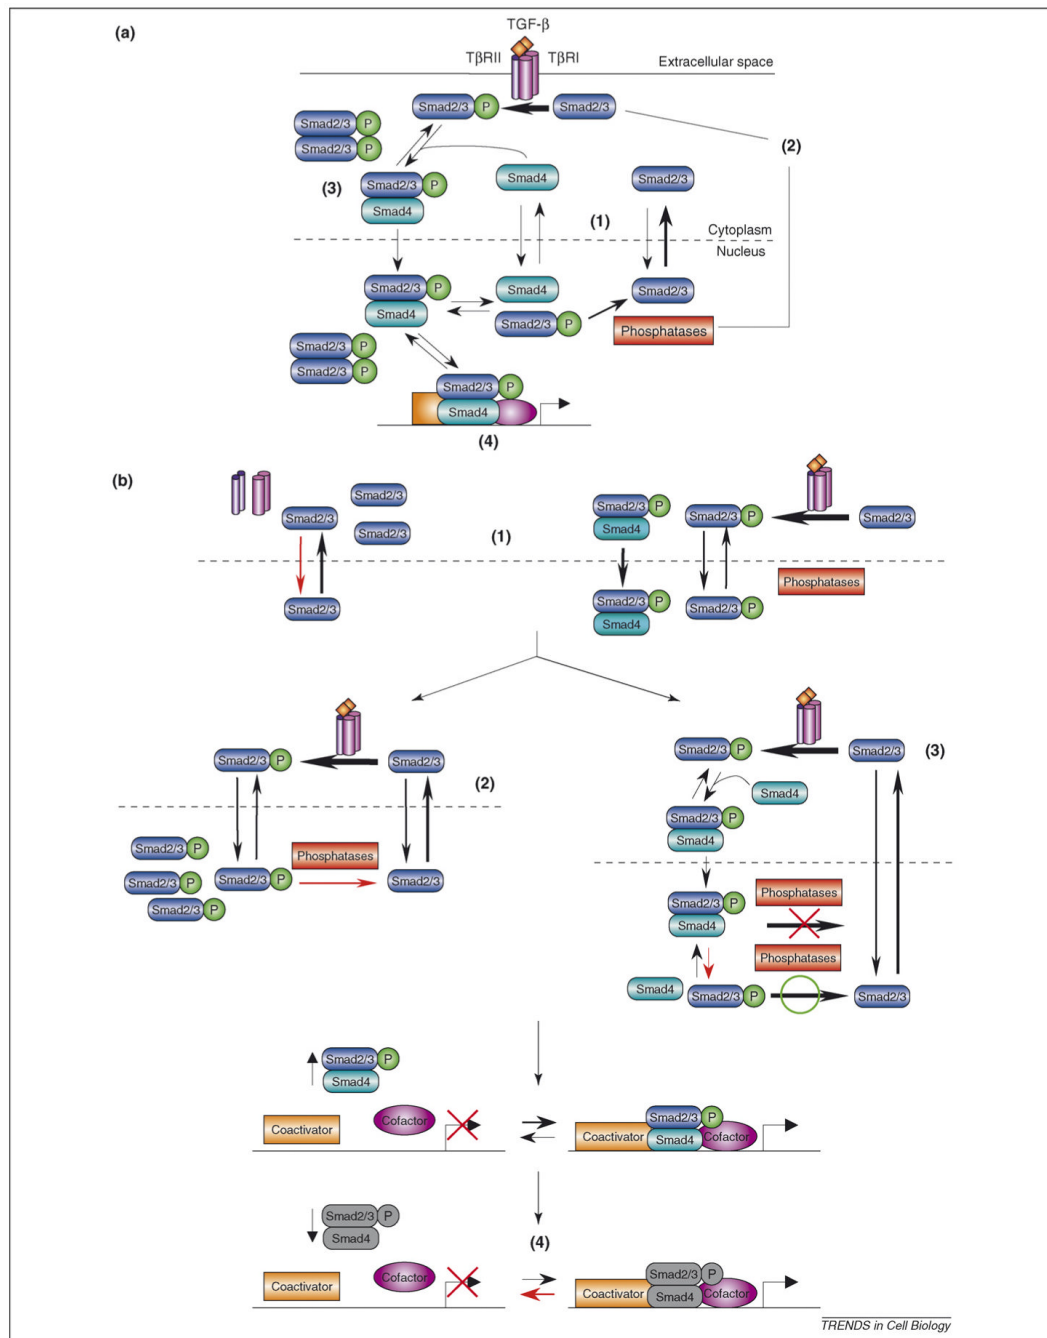 (a)
TGF-β
TβRII
TβRI
Extracellular space
Smad2/3
P
Smad2/3
Smad2/3
P
Smad2/3
P
(2)
(3)
Smad2/3
P
Smad4
Smad4
Smad2/3
(1)
Cytoplasm
Nucleus
Smad2/3
P
Smad4
Smad4
Smad2/3
P
Smad2/3
Phosphatases
Smad2/3
P
Smad2/3
P
Smad2/3
P
Smad4
(4)
(b)
Smad2/3
Smad2/3
Smad2/3
Smad2/3
(1)
Smad2/3
P
Smad4
Smad2/3
P
Smad2/3
Phosphatases
Smad2/3
P
Smad4
Smad2/3
P
Smad2/3
P
Smad2/3
(2)
Smad2/3
P
Smad2/3
P
Smad2/3
P
Smad2/3
P
Phosphatases
Smad2/3
Smad2/3
P
Smad2/3
(3)
Smad4
Smad2/3
P
Smad4
Smad2/3
P
Smad4
Phosphatases
Phosphatases
Smad4
Smad2/3
P
Smad2/3
Smad2/3
P
Smad4
Coactivator
Cofactor
Smad2/3
P
Coactivator
Smad4
Cofactor
Smad2/3
P
Smad4
(4)
Coactivator
Cofactor
Smad2/3
P
Coactivator
Smad4
Cofactor
TRENDS in Cell Biology